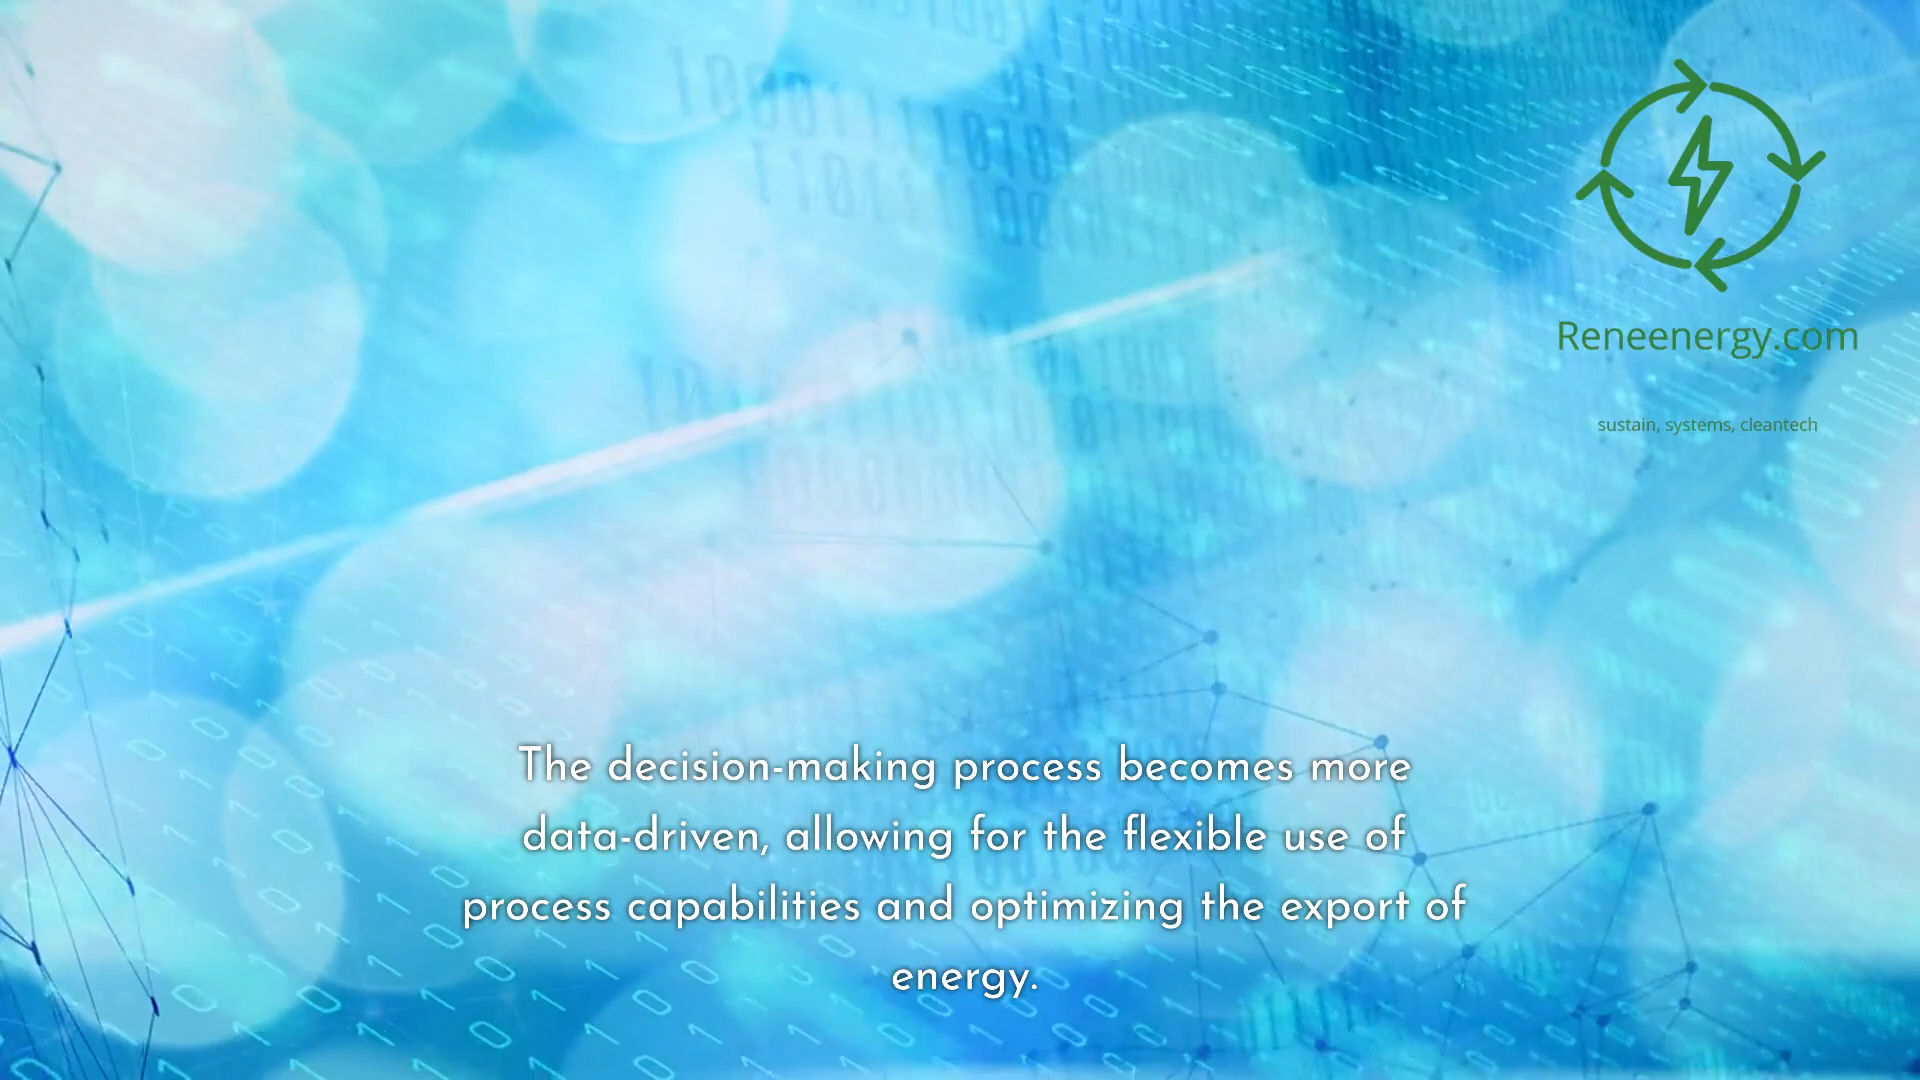 Reneenergy.com
sustain, systems, cleantech
The decision-making process becomes more
data-driven, allowing for the flexible use of
process capabilities and optimizing the export of
energy.